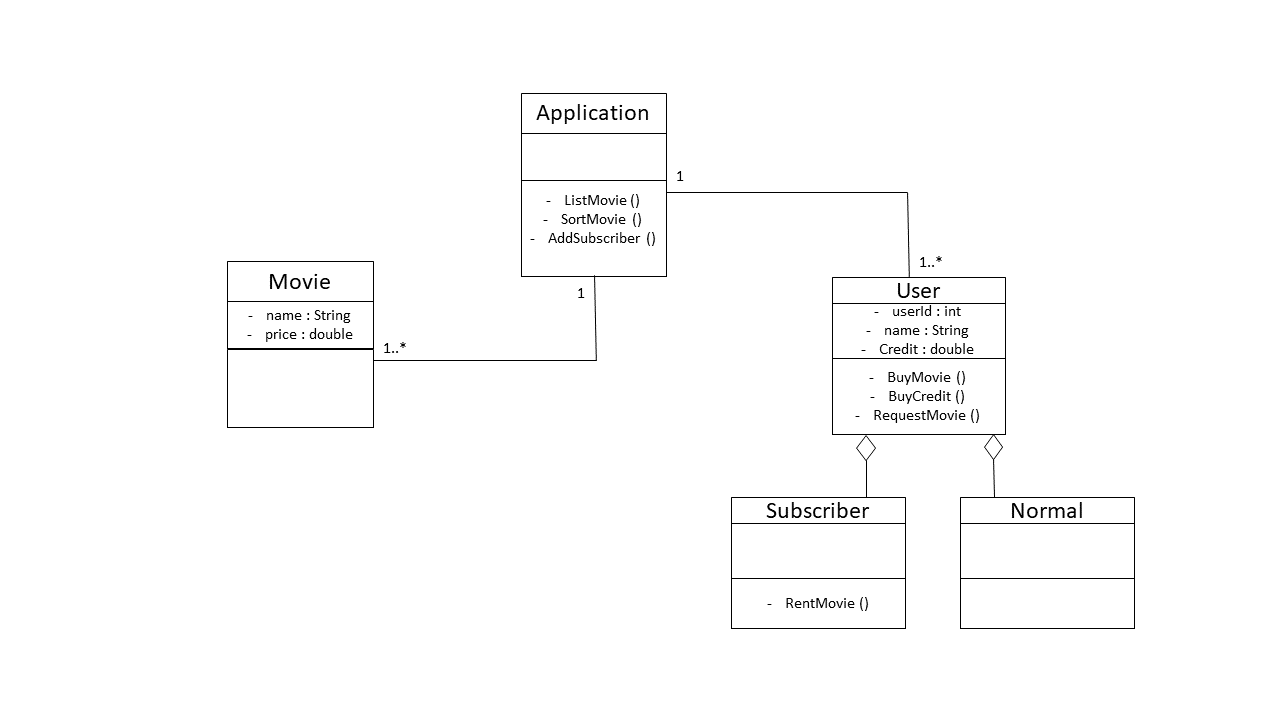 Application
- ListMovie ()
- SortMovie ()
- AddSubscriber ()
1
1
Movie
- name : String
- price : double
1..*
1..*
User
- userId : int
- name : String
- Credit : double
- BuyMovie ()
- BuyCredit ()
- RequestMovie ()
Subscriber
- RentMovie ()
Normal